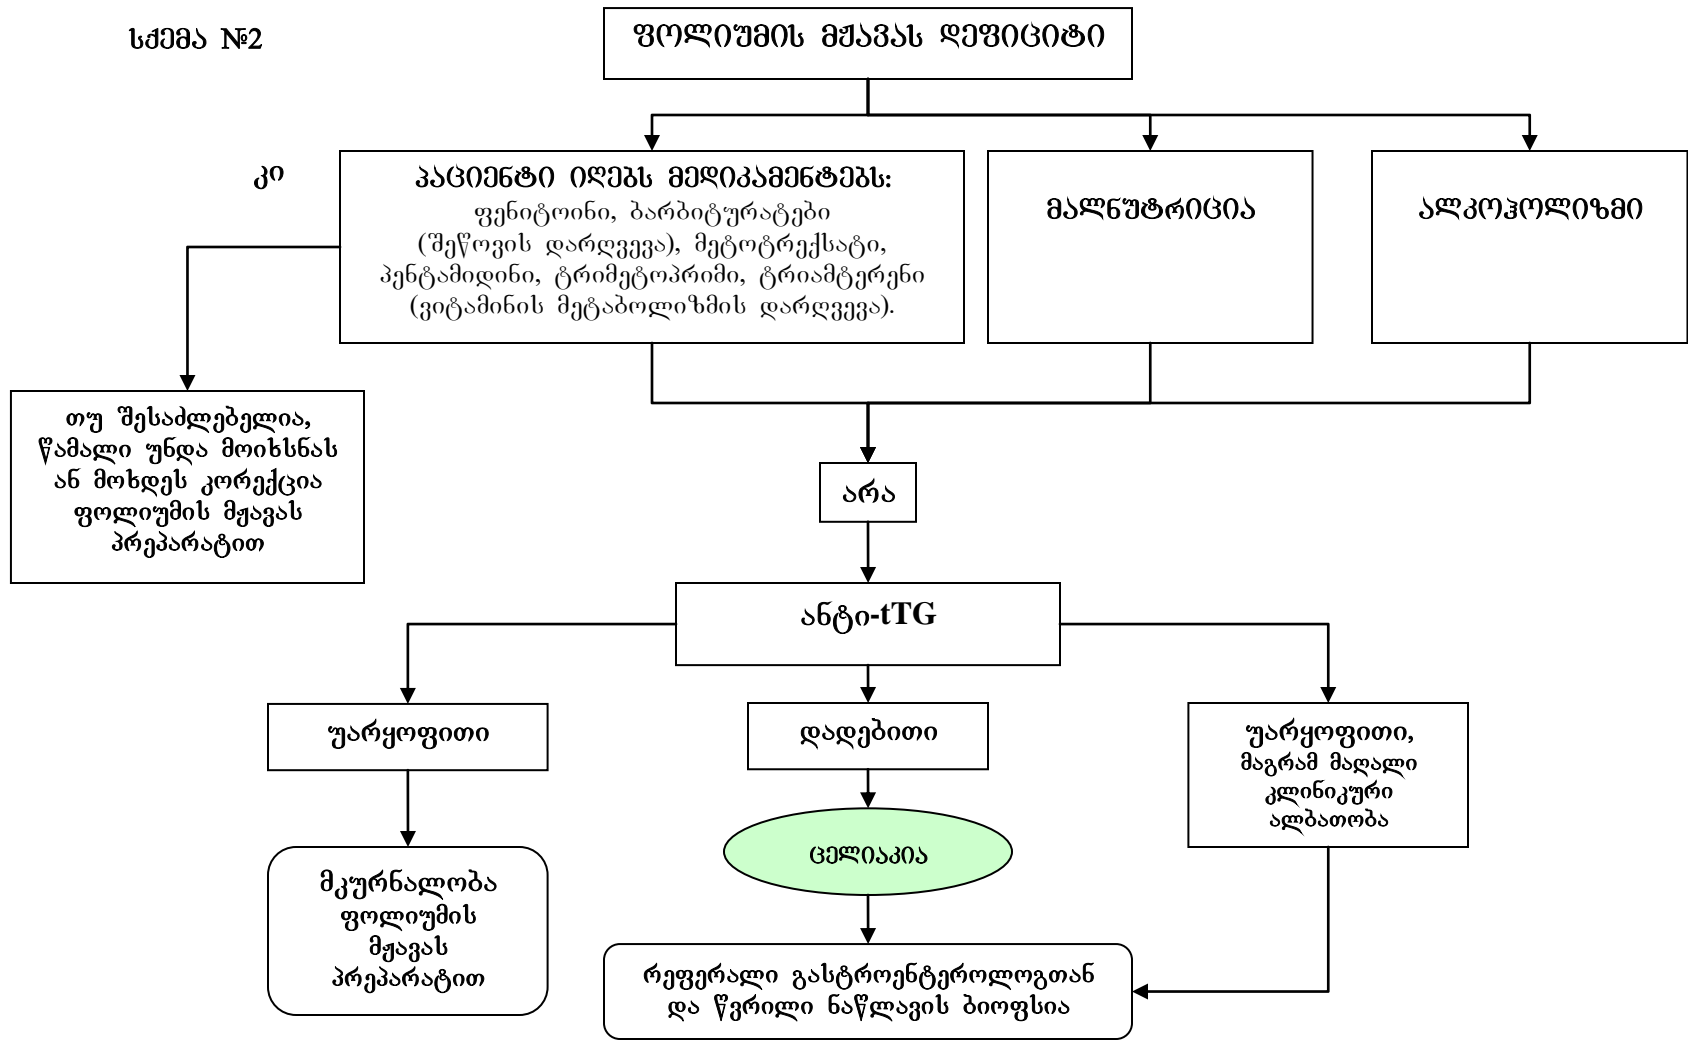 სქემა №2
ფოლიუმის მჟავას დეფიციტი
კი
პაციენტი იღებს მედიკამენტებს:
ფენიტოინი, ბარბიტურატები
(შეწოვის დარღვევა), მეტოტრექსატი,
პენტამიდინი, ტრიმეტოპრიმი, ტრიამტერენი
(ვიტამინის მეტაბოლიზმის დარღვევა).
მალნუტრიცია
ალკოჰოლიზმი
თუ შესაძლებელია,
წამალი უნდა მოიხსნას
ან მოხდეს კორექცია
ფოლიუმის მჟავას
პრეპარატით
არა
ანტი-tTG
უარყოფითი
დადებითი
უარყოფითი,
მაგრამ მაღალი
კლინიკური
ალბათობა
ცელიაკია
მკურნალობა
ფოლიუმის
მჟავას
პრეპარატით
რეფერალი გასტროენტეროლოგთან
და წვრილი ნაწლავის ბიოფსია